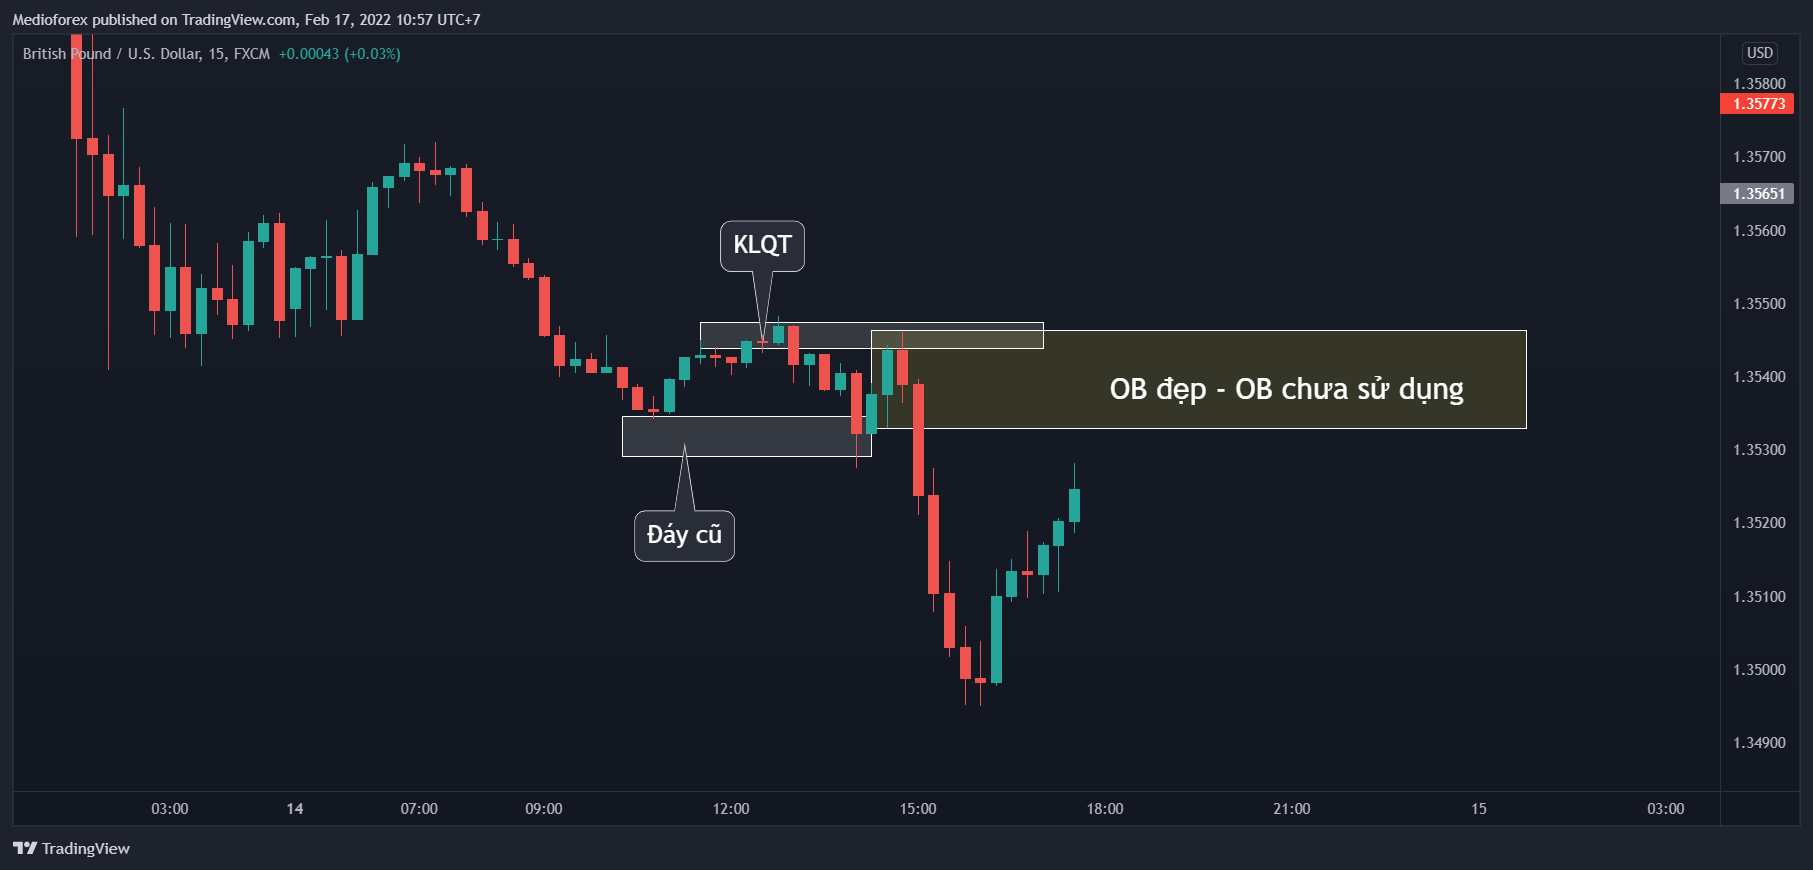 Medioforex published on TradingView.com, Feb 17, 2022 10:57 UTC+7
British Pound / U.S. Dollar, 15, FXCM +0.00043 (+0.03%)
USD
1.35800
1.35773
1.35700
1.35651
1.35600
1.35500
1.35400
1.35300
1.35200
1.35100
1.35000
1.34900
KLQT
OB đẹp - OB chưa sử dụng
Đáy cũ
03:00 14 07:00 09:00 12:00 15:00 18:00 21:00 15 03:00
TradingView